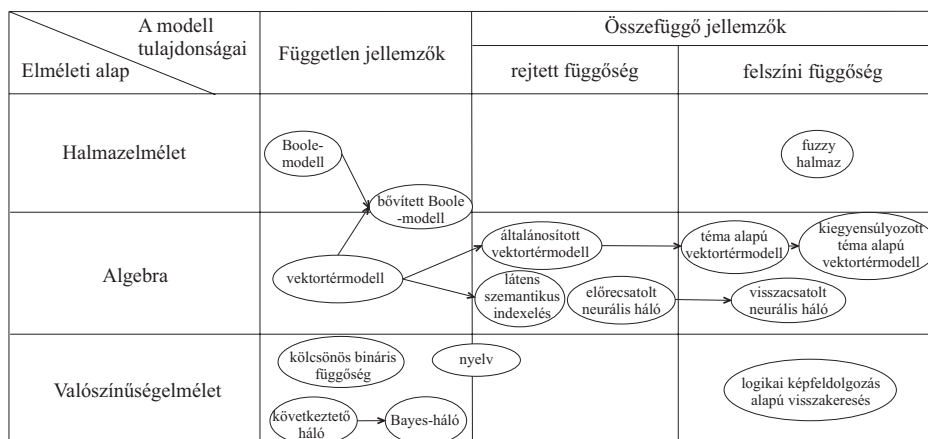 A modell
tulajdonságai
Elméleti alap
Független jellemzők
Összefüggő jellemzők
rejtett függőség
felszíni függőség
Halmazelmélet
Boole-
modell
fuzzy
halmaz
bővített Boole
-modell
Algebra
vektortérmodell
általánosított
vektortérmodell
téma alapú
vektortérmodell
kiegyensúlyozott
téma alapú
vektortérmodell
látens
szemantikus
indexelés
előrecsatolt
neurális háló
visszacsatolt
neurális háló
Valószínűségelmélet
kölcsönös bináris
függőség
nyelv
logikai képfeldolgozás
alapú visszakeresés
következtető
háló
Bayes-háló